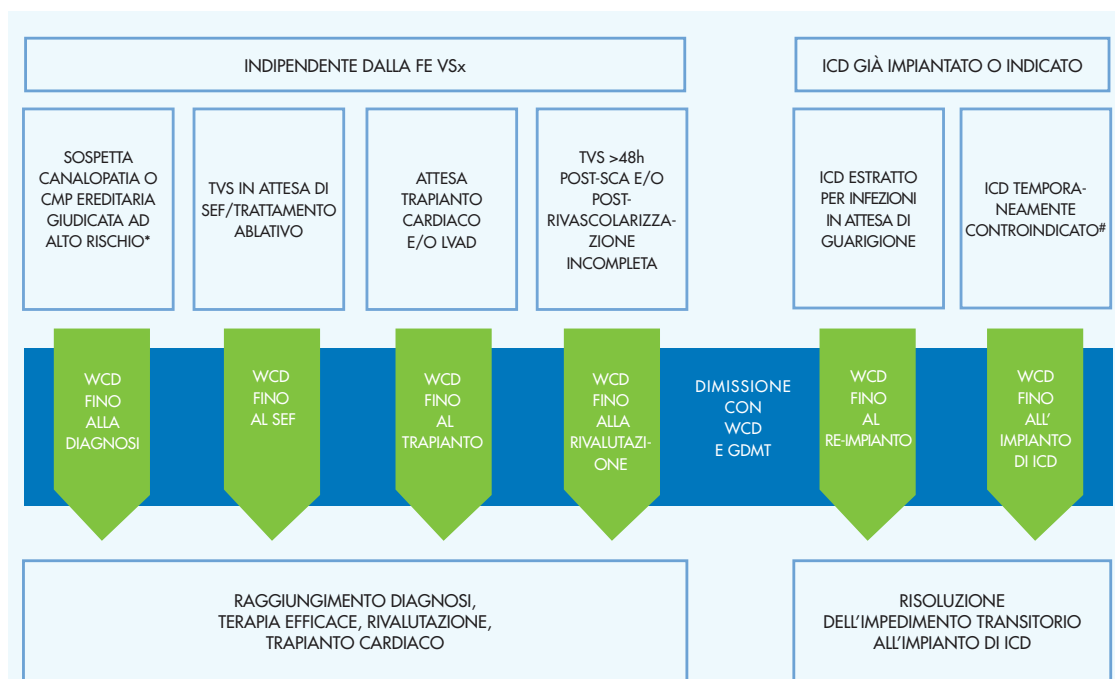 INDIPENDENTE DALLA FE VSx
ICD GIÀ IMPIANTATO O INDICATO
SOSPETTA
CANALOPATIA O
CMP EREDITARIA
GIUDICATA AD
ALTO RISCHIO*
TVS IN ATTESA DI
SEF/TRATTAMENTO
ABLATIVO
ATTESA
TRAPIANTO
CARDIACO
E/O LVAD
TVS >48h
POST-SCA E/O
POST-
RIVASCOLARIZZA-
ZIONE
INCOMPLETA
ICD ESTRATTO
PER INFEZIONI
IN ATTESA DI
GUARIGIONE
ICD TEMPORA-
NEAMENTE
CONTROINDICATO#
WCD
FINO
ALLA
DIAGNOSI
WCD
FINO
AL SEF
WCD
FINO
AL
TRAPIANTO
WCD
FINO
ALLA
RIVALUTAZI-
ONE
DIMISSIONE
CON
WCD
E GDMT
WCD
FINO
AL
RE-IMPIANTO
WCD
FINO
ALL'
IMPIANTO
DI ICD
RAGGIUNGIMENTO DIAGNOSI,
TERAPIA EFFICACE, RIVALUTAZIONE,
TRAPIANTO CARDIACO
RISOLUZIONE
DELL'IMPEDIMENTO TRANSITORIO
ALL'IMPIANTO DI ICD